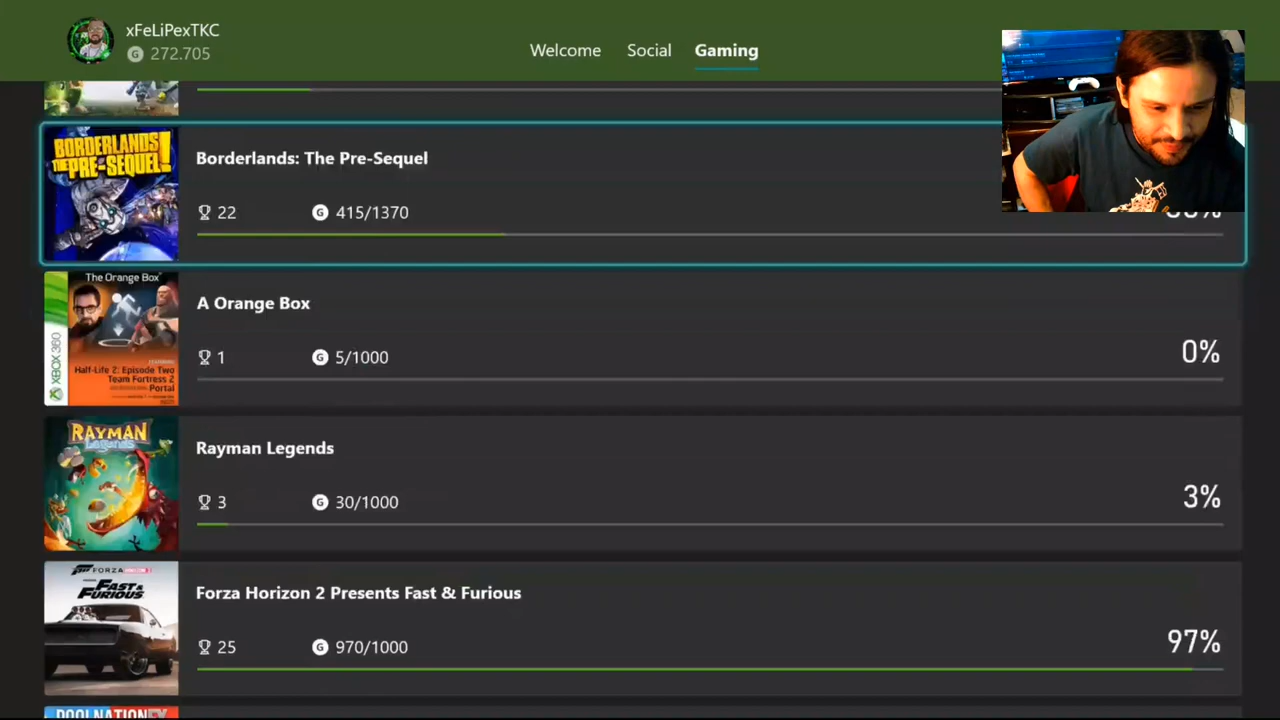 xFeLiPexTKC
G 272.705
Welcome Social Gaming
BORDERLANDS
THE PRE-SEQUEL!
Borderlands: The Pre-Sequel
22 G 415/1370
The Orange Box
XBOX 360
Half-Life 2: Episode Two
Team Fortress 2
Portal
A Orange Box
1 G 5/1000
0%
RAYMAN
Legends
Rayman Legends
3 G 30/1000
3%
FORZA HORIZON 2
FAST &
FURIOUS
Forza Horizon 2 Presents Fast & Furious
25 G 970/1000
97%
POOLNATIONFX